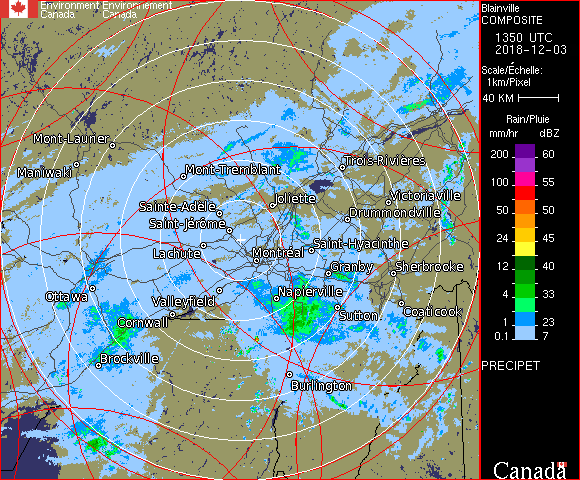 Environment Environnement
Canada Canada
Blainville
COMPOSITE
1350 UTC
2018-12-03
Scale/Échelle:
1km/Pixel
40 KM
Rain/Pluie
mm/hr dBZ
200 60
100 55
50 50
24 45
12 40
4 33
1 23
0.1 7
PRECIPET
Canada
Mont-Laurier
Maniwaki
Mont-Tremblant
Trois-Rivières
Sainte-Adèle
Joliette
Victoriaville
Drummondville
Saint-Jérôme
Lachute
Montréal
Saint-Hyacinthe
Granby
Sherbrooke
Ottawa
Valleyfield
Napierville
Cornwall
Sutton
Coaticook
Brockville
Burlington